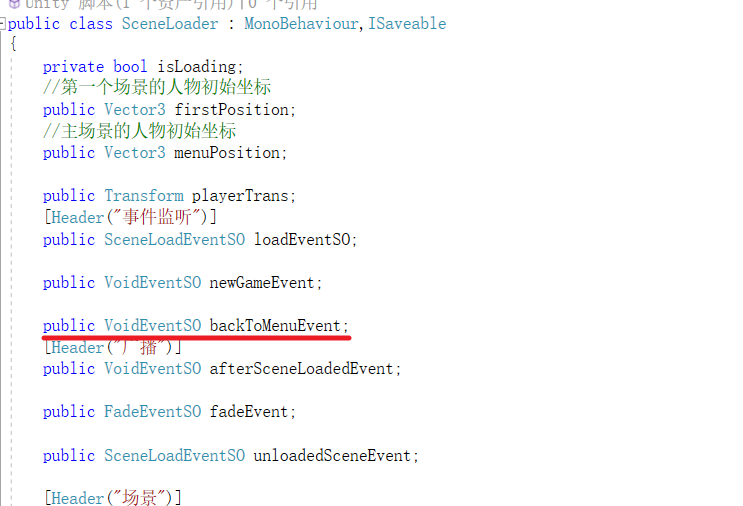 Unity 脚本(1 个资产引用)|0 个引用
public class SceneLoader : MonoBehaviour,ISaveable
{
private bool isLoading;
//第一个场景的人物初始坐标
public Vector3 firstPosition;
//主场景的人物初始坐标
public Vector3 menuPosition;
public Transform playerTrans;
[Header("事件监听")]
public SceneLoadEventSO loadEventSO;
public VoidEventSO newGameEvent;
public VoidEventSO backToMenuEvent;
[Header("广播")]
public VoidEventSO afterSceneLoadedEvent;
public FadeEventSO fadeEvent;
public SceneLoadEventSO unloadedSceneEvent;
[Header("场景")]